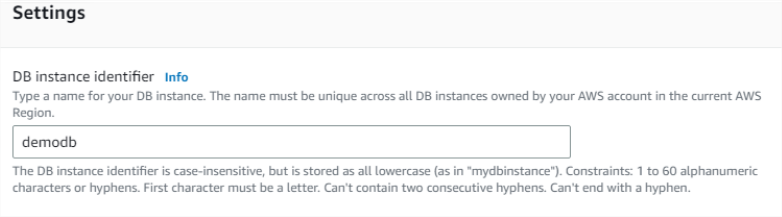 Settings
DB instance identifier Info
Type a name for your DB instance. The name must be unique across all DB instances owned by your AWS account in the current AWS
Region.
demodb
The DB instance identifier is case-insensitive, but is stored as all lowercase (as in "mydbinstance"). Constraints: 1 to 60 alphanumeric
characters or hyphens. First character must be a letter. Can't contain two consecutive hyphens. Can't end with a hyphen.